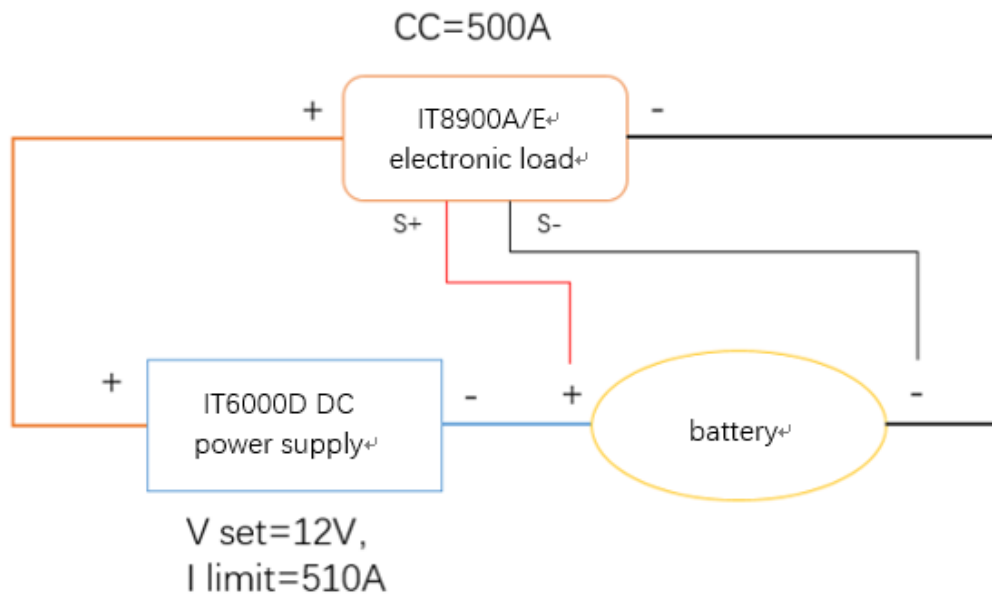 CC=500A
+
-
IT8900A/E↵
electronic load↵
S+
S-
+
IT6000D DC
power supply↵
-
+
battery↵
-
V set=12V,
I limit=510A